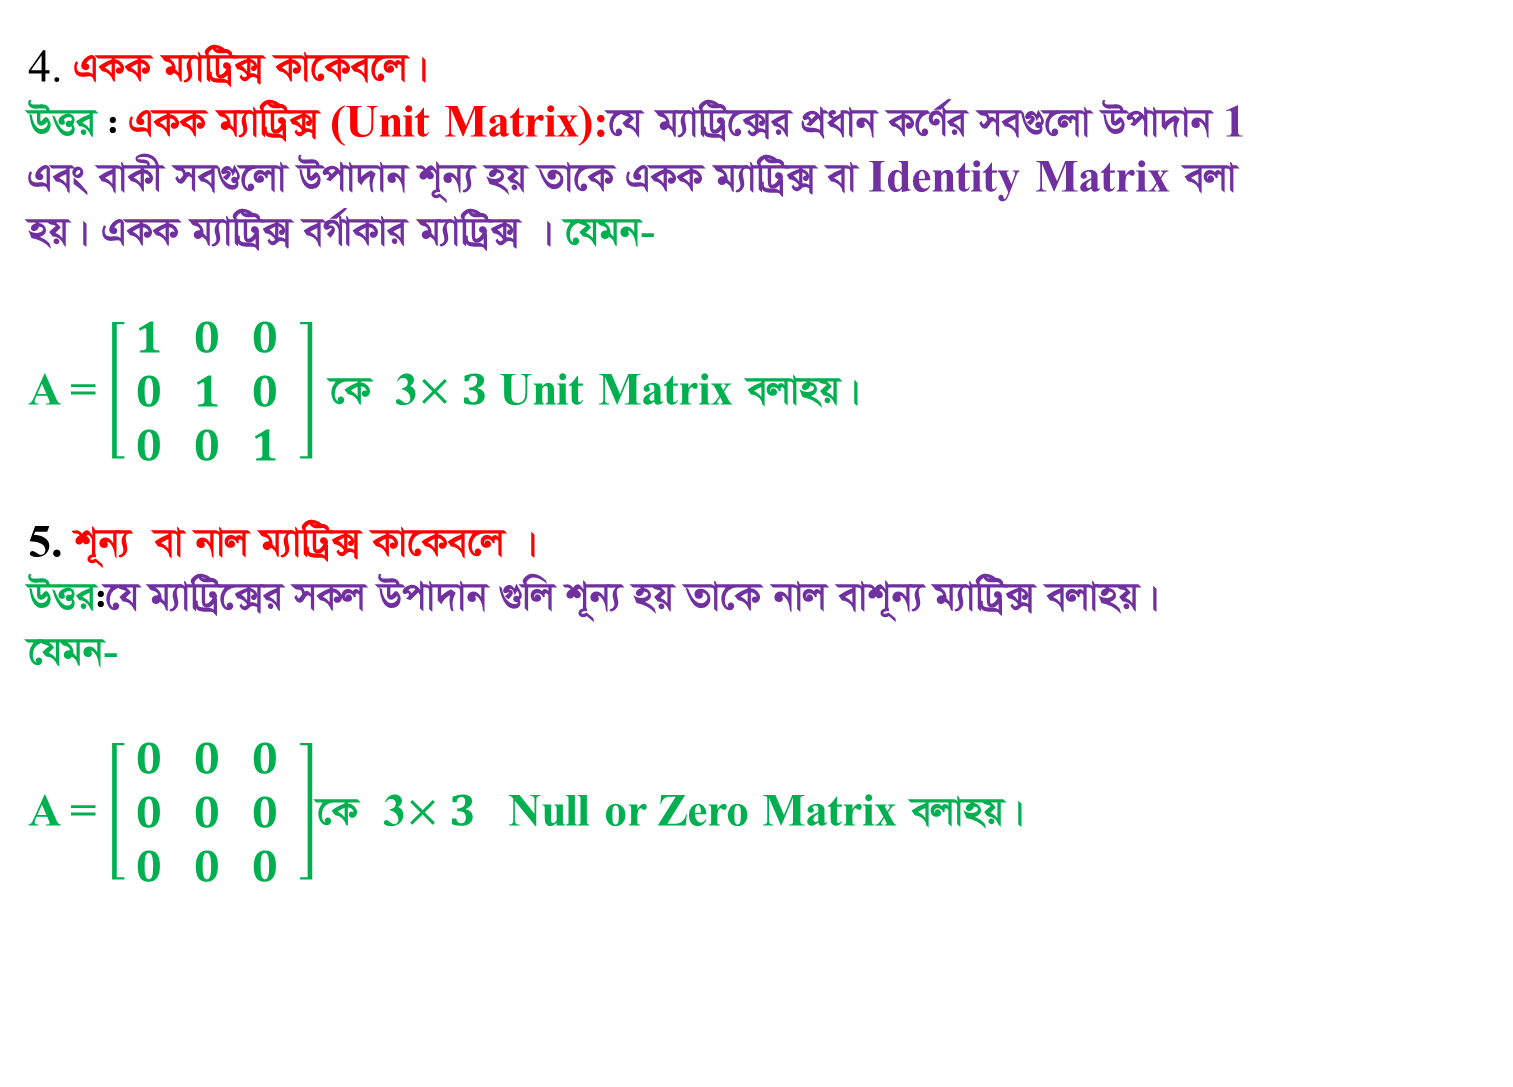 4. একক ম্যাট্রিক্স কাকেবলে।
উত্তর : একক ম্যাট্রিক্স (Unit Matrix):যে ম্যাট্রিক্সের প্রধান কর্ণের সবগুলো উপাদান 1
এবং বাকী সবগুলো উপাদান শূন্য হয় তাকে একক ম্যাট্রিক্স বা Identity Matrix বলা
হয়। একক ম্যাট্রিক্স বর্গাকার ম্যাট্রিক্স । যেমন-
1 0 0
A = [ 0 1 0 ] কে 3× 3 Unit Matrix বলাহয়।
0 0 1
5. শূন্য বা নাল ম্যাট্রিক্স কাকেবলে ।
উত্তর:যে ম্যাট্রিক্সের সকল উপাদান গুলি শূন্য হয় তাকে নাল বাশূন্য ম্যাট্রিক্স বলাহয়।
যেমন-
0 0 0
A = [ 0 0 0 ]কে 3× 3 Null or Zero Matrix বলাহয়।
0 0 0